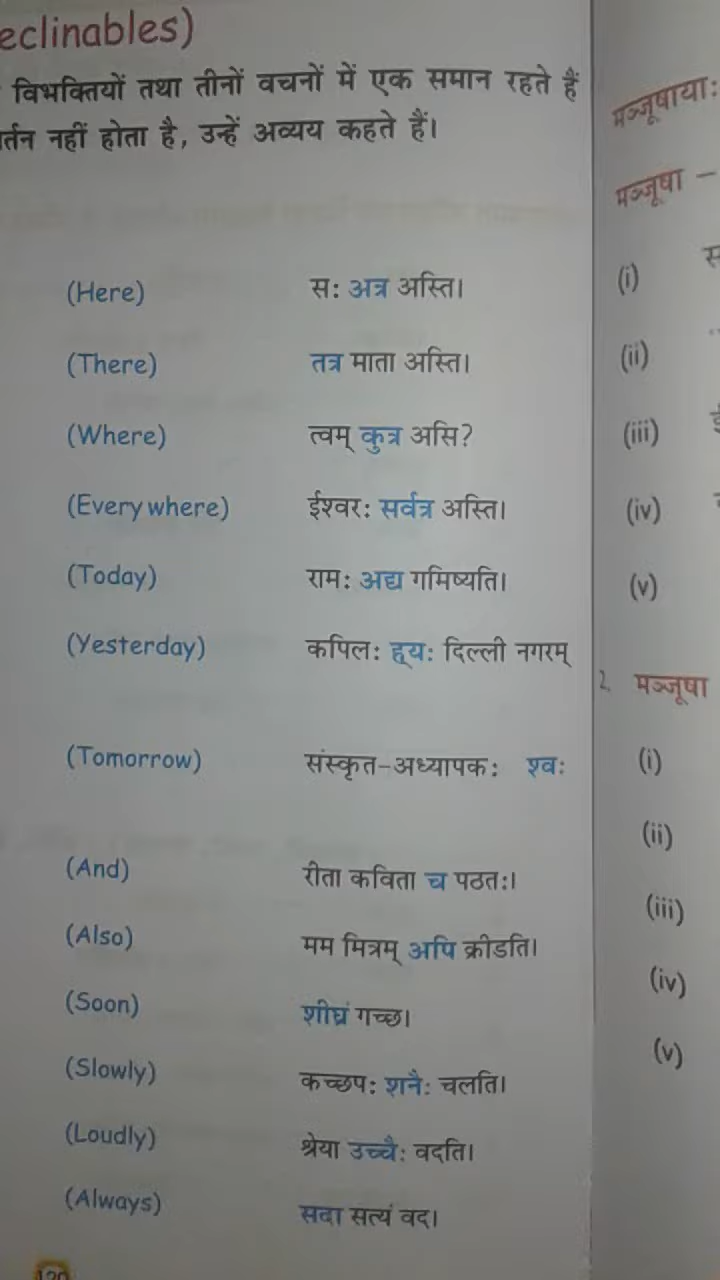 eclinables)
विभक्तियों तथा तीनों वचनों में एक समान रहते हैं
र्तन नहीं होता है, उन्हें अव्यय कहते हैं।
(Here) सः अत्र अस्ति।
(There) तत्र माता अस्ति।
(Where) त्वम् कुत्र असि?
(Every where) ईश्वरः सर्वत्र अस्ति।
(Today) रामः अद्य गमिष्यति।
(Yesterday) कपिलः ह्यः दिल्ली नगरम्
(Tomorrow) संस्कृत-अध्यापकः श्वः
(And) रीता कविता च पठतः।
(Also) मम मित्रम् अपि क्रीडति।
(Soon) शीघ्रं गच्छ।
(Slowly) कच्छपः शनैः चलति।
(Loudly) श्रेया उच्चैः वदति।
(Always) सदा सत्यं वद।
मञ्जूषायाः
मञ्जूषा –
(i)
(ii)
(iii)
(iv)
(v)
2. मञ्जूषा
(i)
(ii)
(iii)
(iv)
(v)